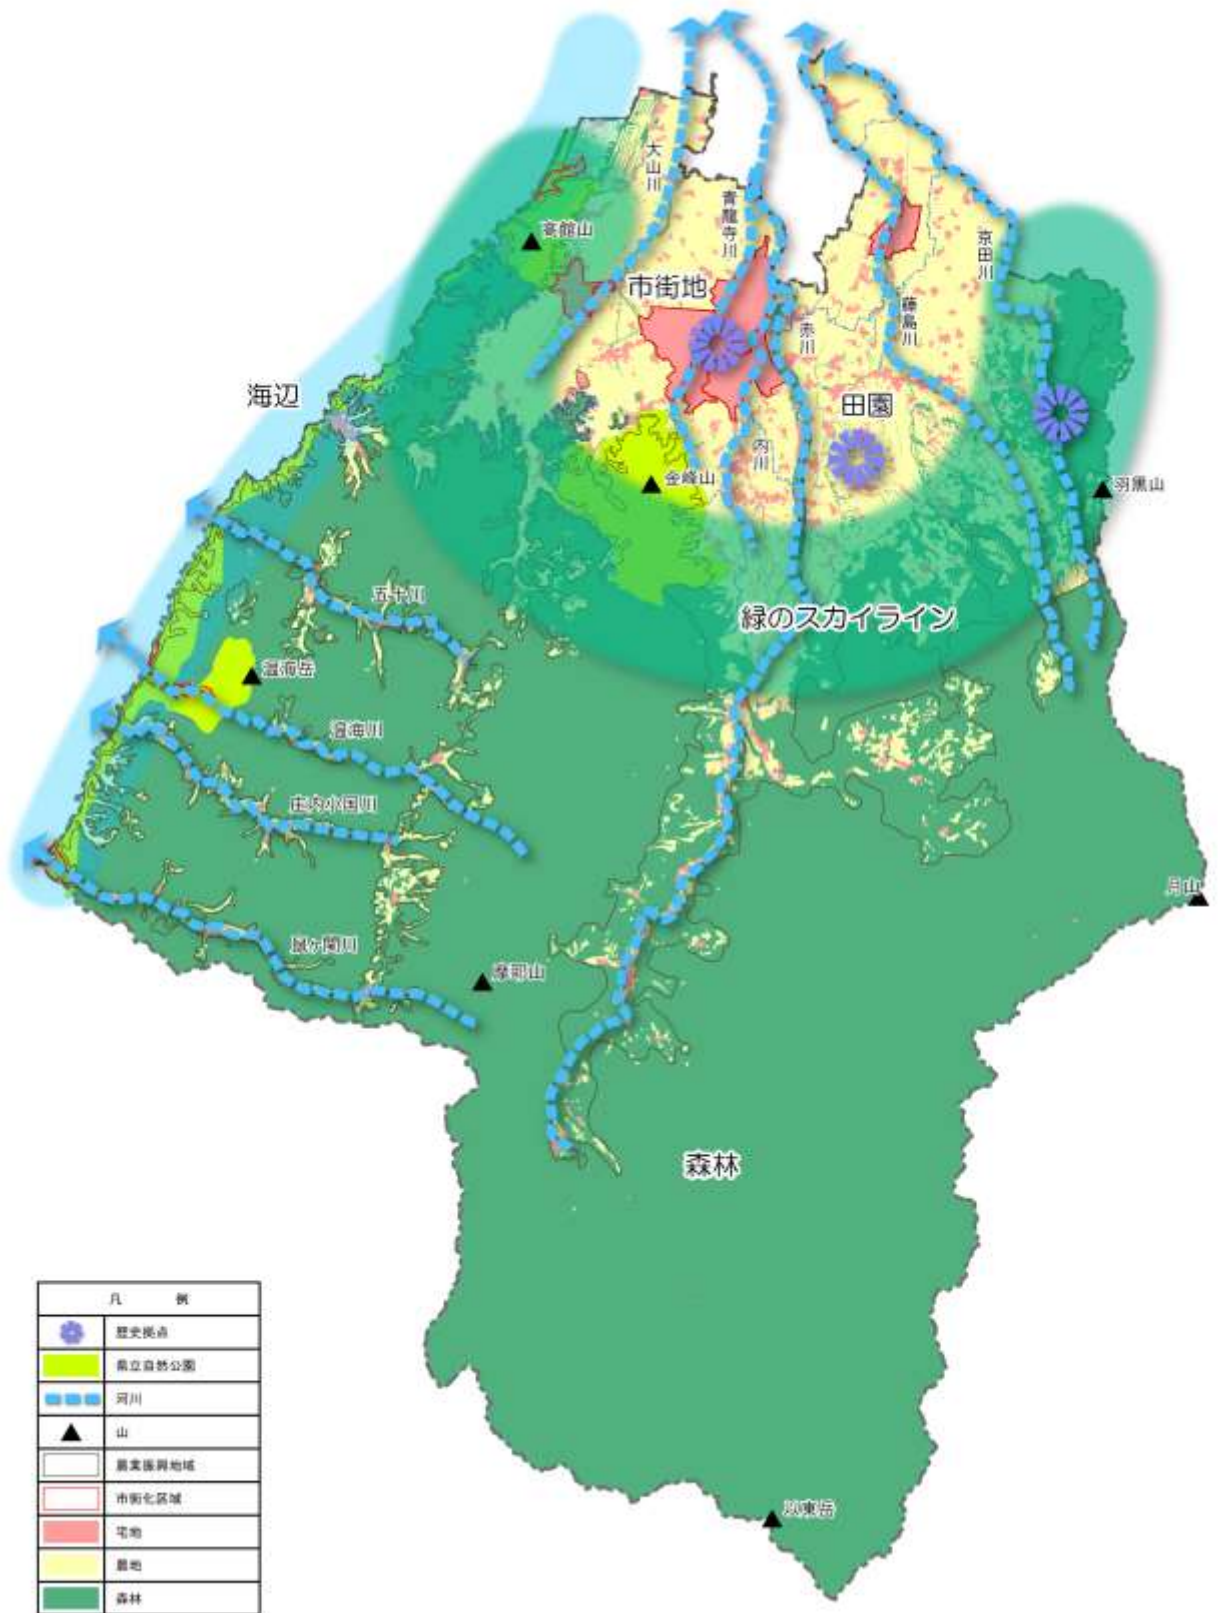 大山川
青龍寺川
高館山
京田川
市街地
藤島川
赤川
海辺
田園
内川
金峰山
羽黒山
五十川
緑のスカイライン
温海岳
温海川
庄内小国川
月山
鼠ヶ関川
摩耶山
森林
以東岳
凡 例
歴史拠点
県立自然公園
河川
山
農業振興地域
市街化区域
宅地
農地
森林